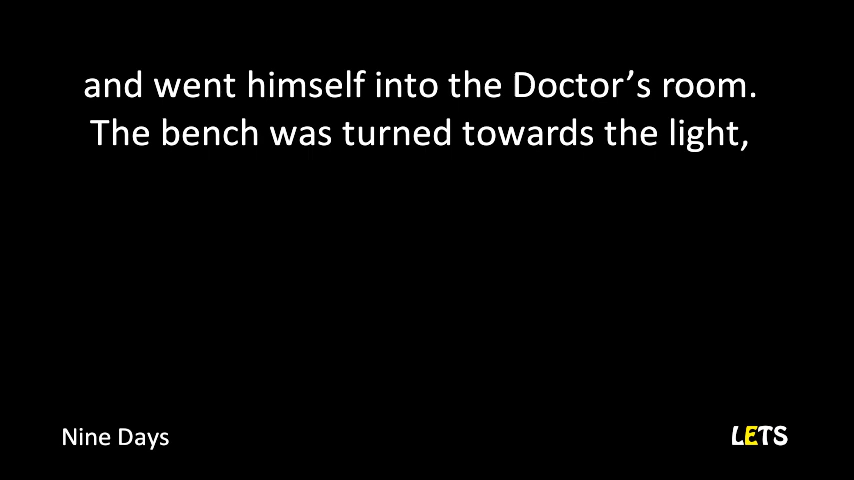 and went himself into the Doctor’s room.
The bench was turned towards the light,
Nine Days
LETS